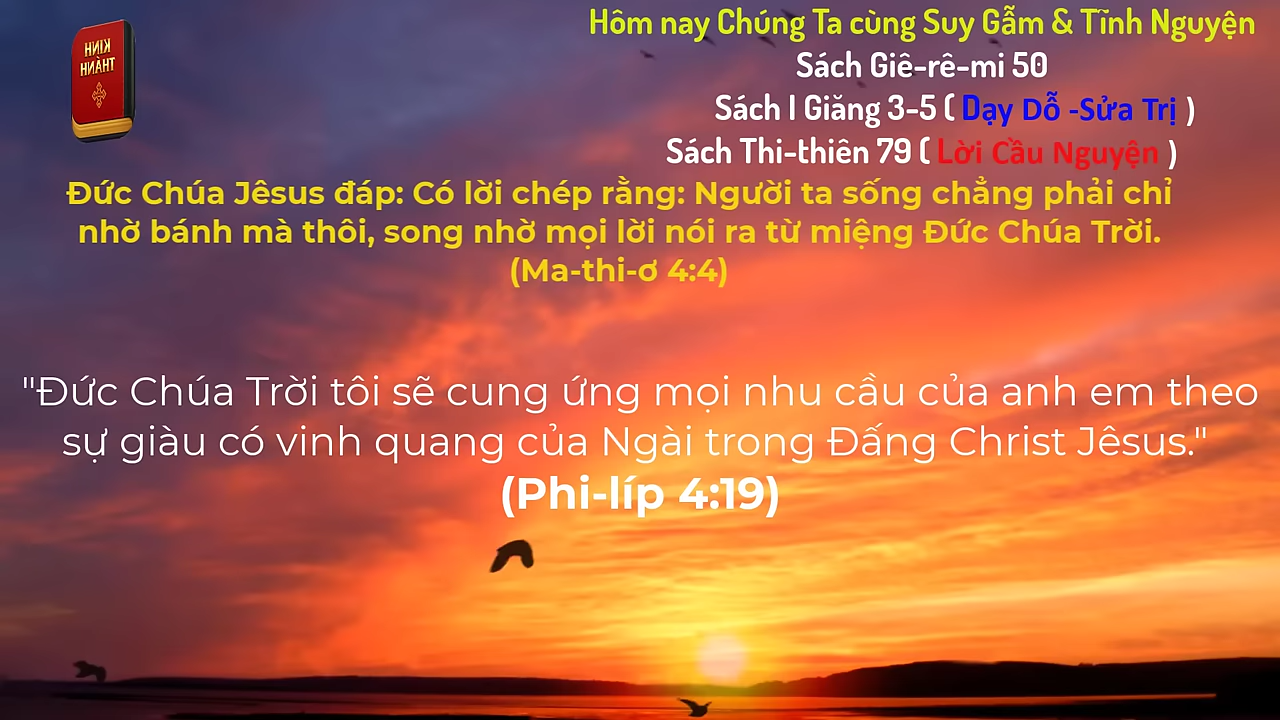 Hôm nay Chúng Ta cùng Suy Gẫm & Tĩnh Nguyện
KINH
THÁNH
Sách Giê-rê-mi 50
Sách I Giăng 3-5 ( Dạy Dỗ -Sửa Trị )
Sách Thi-thiên 79 ( Lời Cầu Nguyện )
Đức Chúa Jêsus đáp: Có lời chép rằng: Người ta sống chẳng phải chỉ
nhờ bánh mà thôi, song nhờ mọi lời nói ra từ miệng Đức Chúa Trời.
(Ma-thi-ơ 4:4)
"Đức Chúa Trời tôi sẽ cung ứng mọi nhu cầu của anh em theo
sự giàu có vinh quang của Ngài trong Đấng Christ Jêsus."
(Phi-líp 4:19)